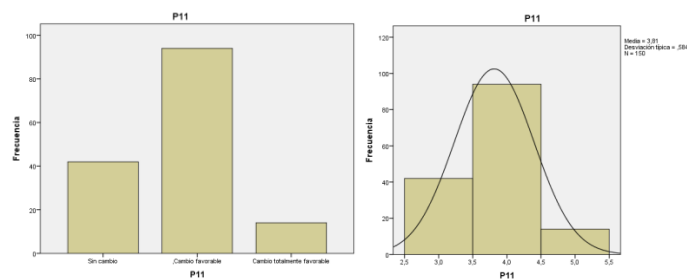 P11
Frecuencia
100
80
60
40
20
0
Sin cambio
,Cambio favorable
Cambio totalmente favorable
P11
P11
Media = 3,81
Desviación típica = ,586
N = 150
Frecuencia
120
100
80
60
40
20
0
2,5
3,0
3,5
4,0
4,5
5,0
5,5
P11